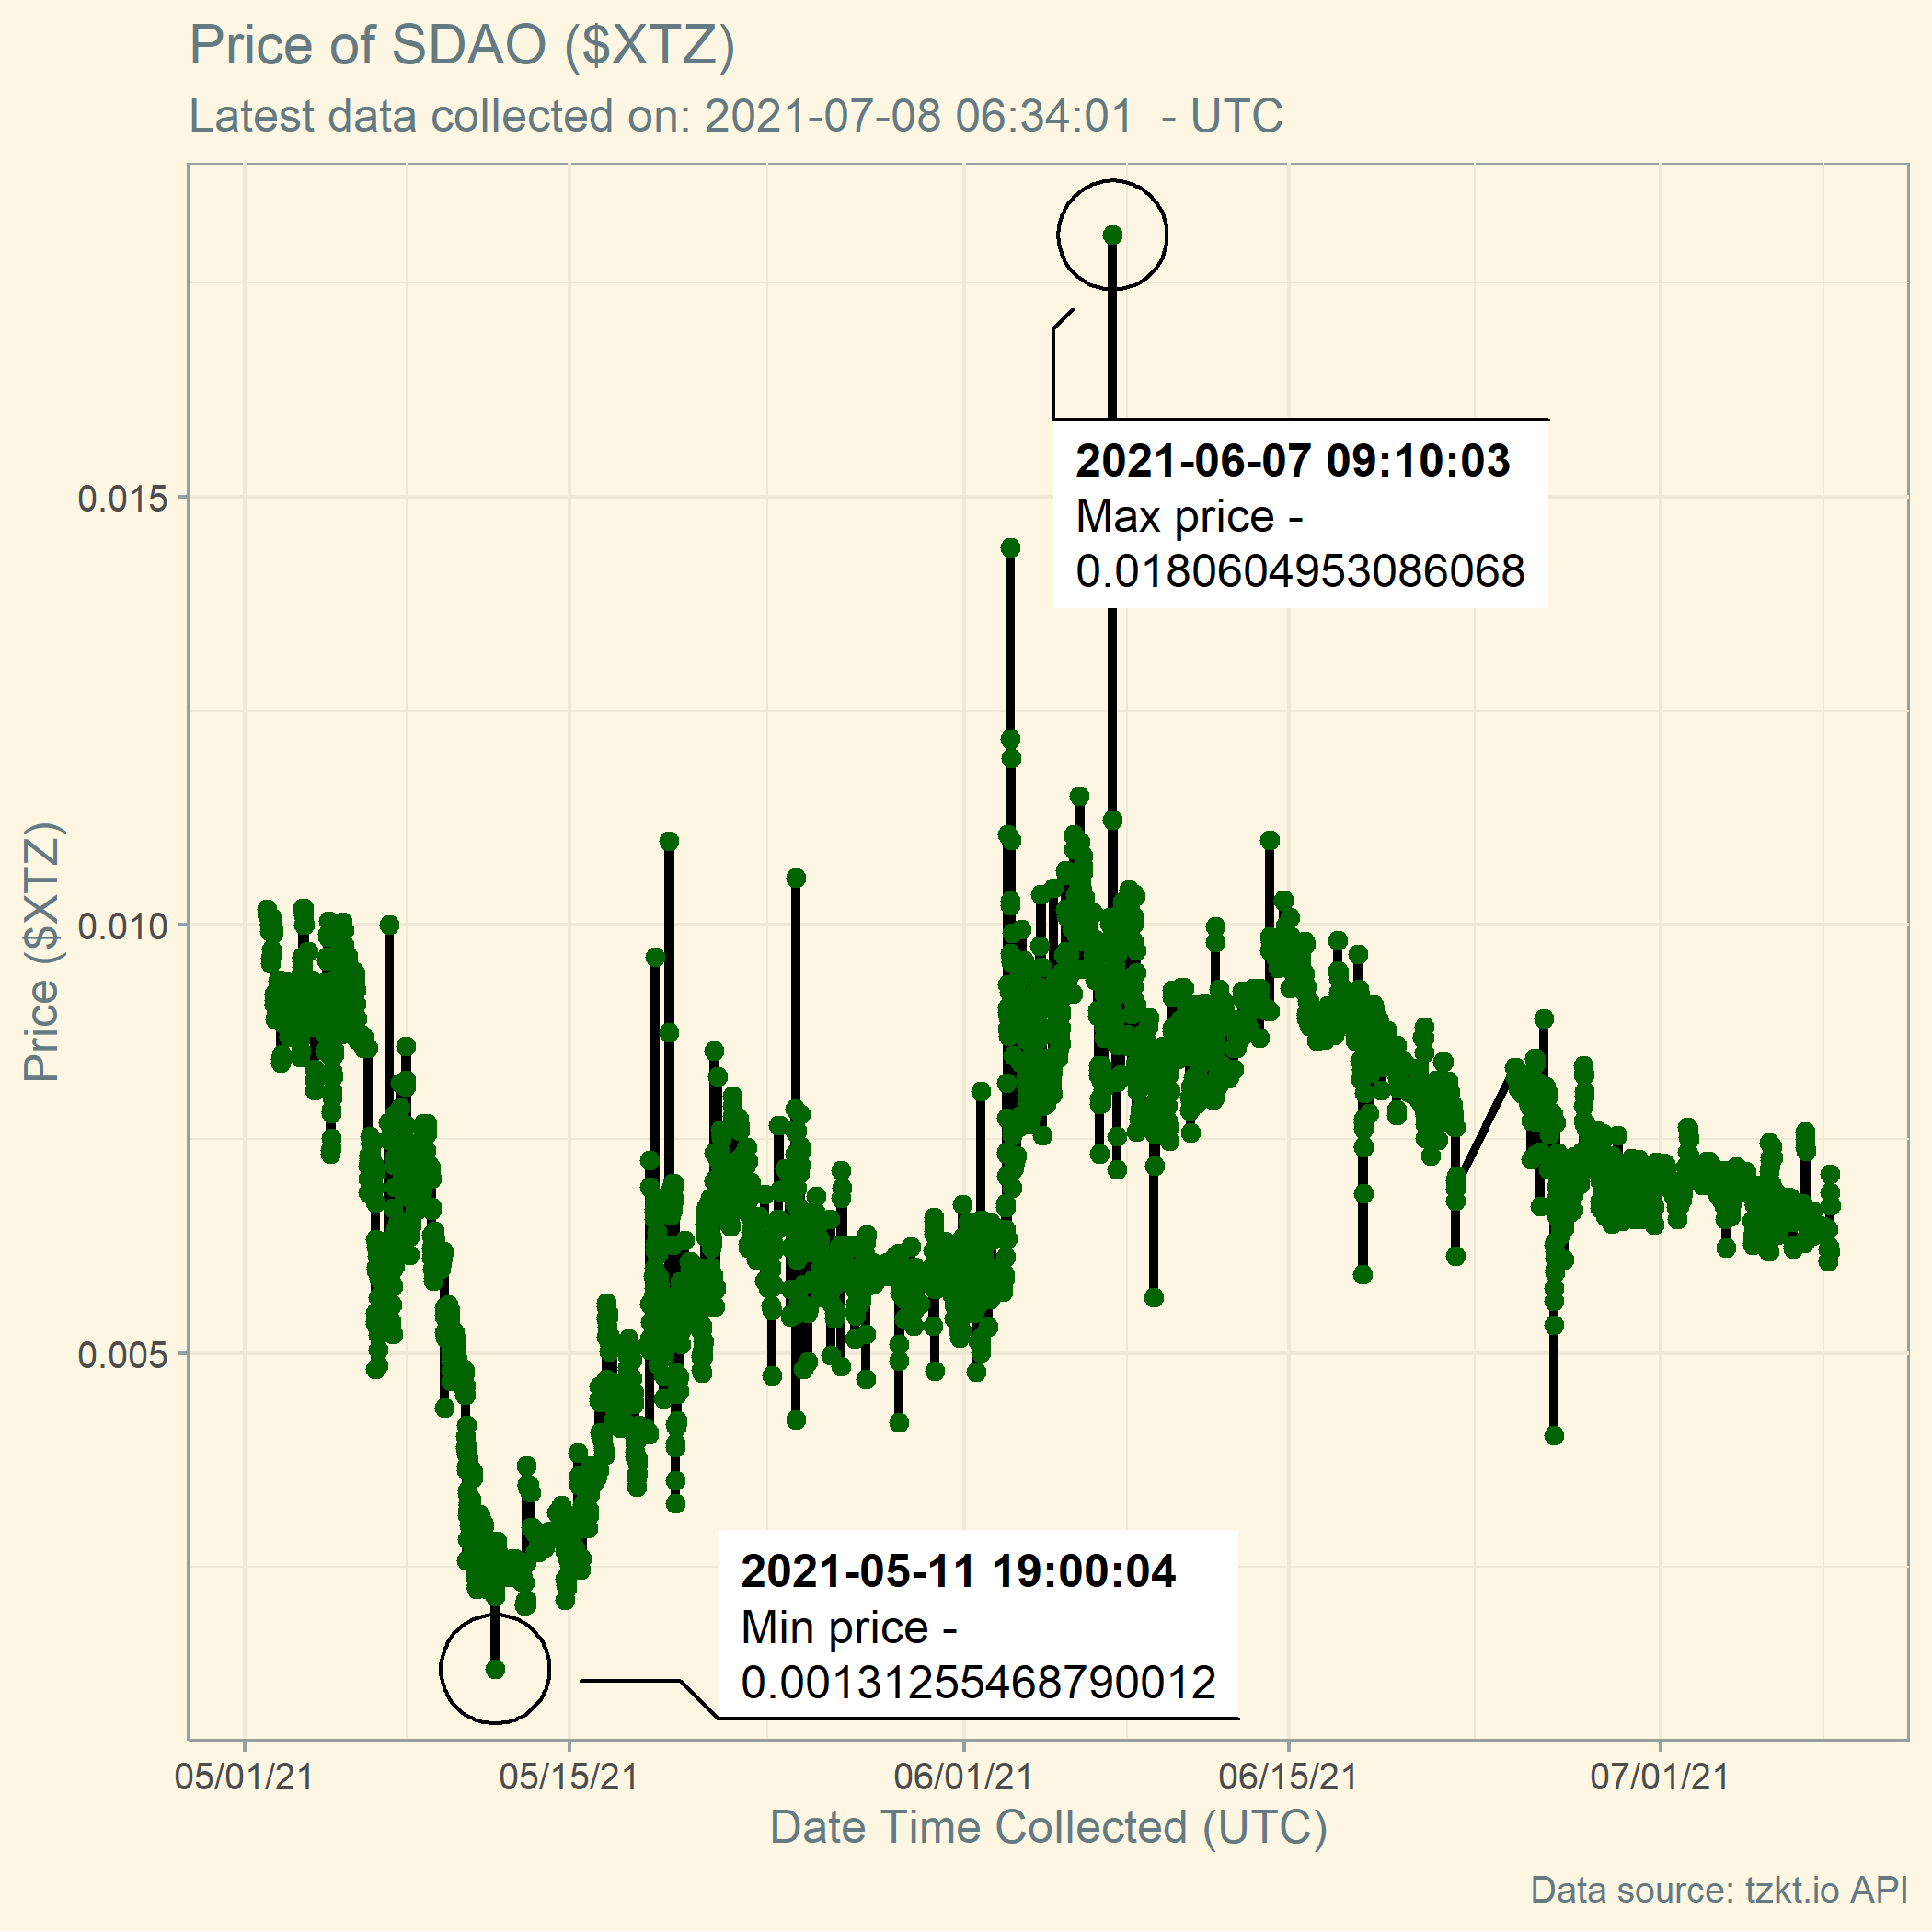 Price of SDAO ($XTZ)
Latest data collected on: 2021-07-08 06:34:01  - UTC
2021-06-07 09:10:03
Max price -
0.0180604953086068
0.015
0.010
0.005
Price ($XTZ)
2021-05-11 19:00:04
Min price -
0.00131255468790012
05/01/21
05/15/21
06/01/21
06/15/21
07/01/21
Date Time Collected (UTC)
Data source: tzkt.io API